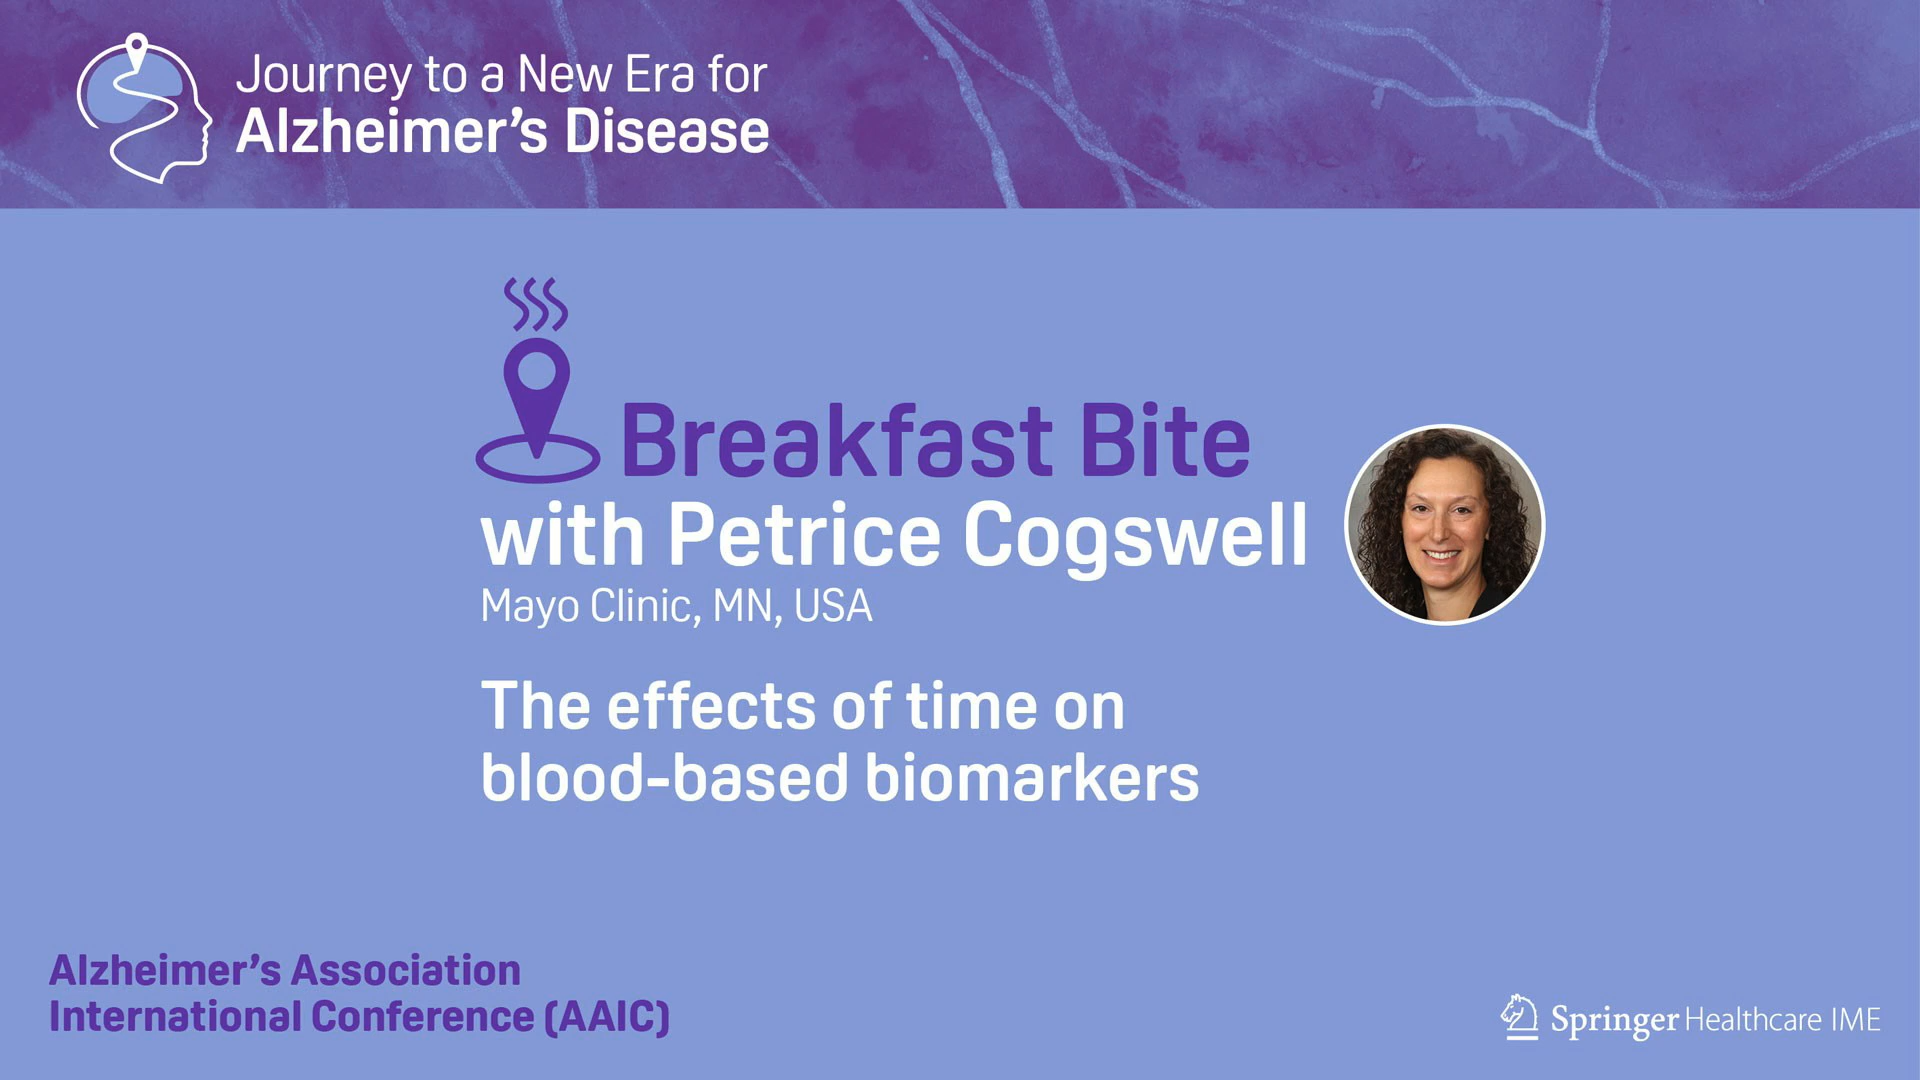 Journey to a New Era for
Alzheimer’s Disease
Breakfast Bite
with Petrice Cogswell
Mayo Clinic, MN, USA
The effects of time on
blood-based biomarkers
Alzheimer’s Association
International Conference (AAIC)
Springer Healthcare IME